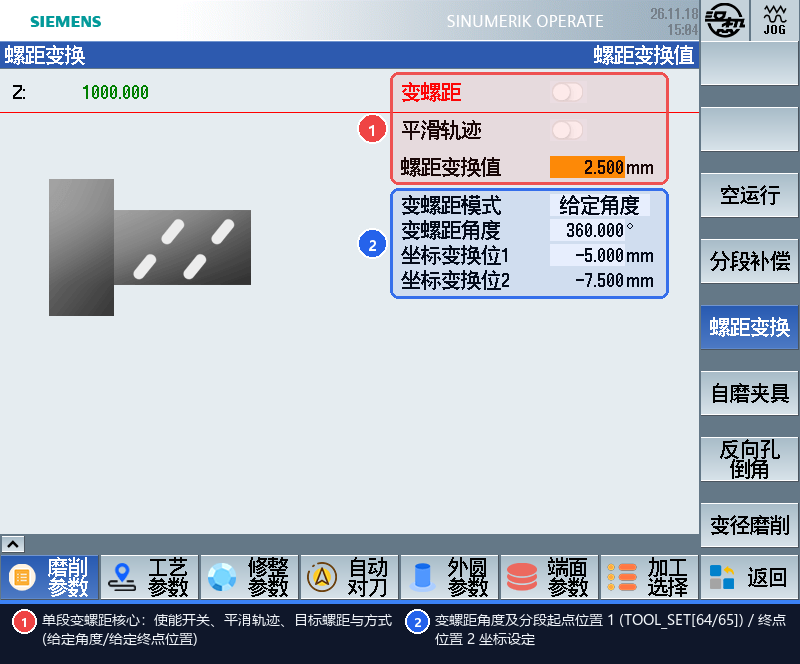 SIEMENS
SINUMERIK OPERATE
26.11.18
15:04
JOG
螺距变换
螺距变换值
Z:
1000.000
变螺距
1
平滑轨迹
螺距变换值
2.500 mm
变螺距模式
给定角度
变螺距角度
360.000°
2
坐标变换位1
-5.000 mm
坐标变换位2
-7.500 mm
空运行
分段补偿
螺距变换
自磨夹具
反向孔
倒角
变径磨削
磨削
参数
工艺
参数
修整
参数
自动
对刀
外圆
参数
端面
参数
加工
选择
返回
1 单段变螺距核心：使能开关、平滑轨迹、目标螺距与方式
(给定角度/给定终点位置)
2 变螺距角度及分段起点位置 1 (TOOL_SET[64/65]) / 终点
位置 2 坐标设定